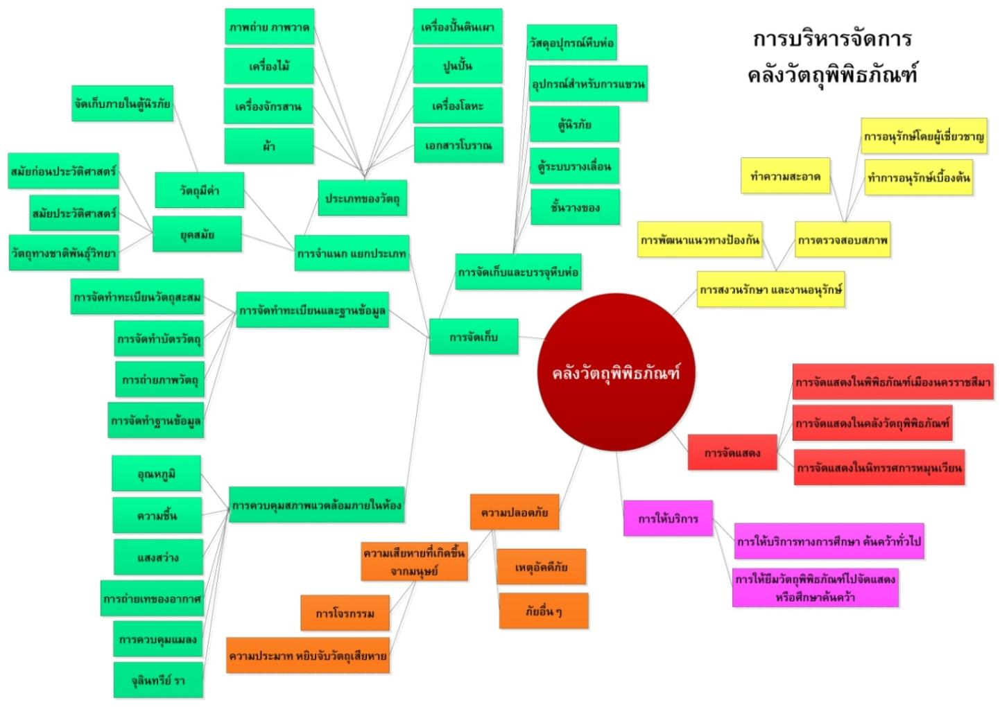 การบริหารจัดการ
คลังวัตถุพิพิธภัณฑ์
คลังวัตถุพิพิธภัณฑ์
การจัดเก็บ
การจัดเก็บและบรรจุหีบห่อ
วัสดุอุปกรณ์หีบห่อ
อุปกรณ์สำหรับการแขวน
ตู้นิรภัย
ตู้ระบบรางเลื่อน
ชั้นวางของ
การจำแนก แยกประเภท
ประเภทของวัตถุ
ภาพถ่าย ภาพวาด
เครื่องไม้
เครื่องจักรสาน
ผ้า
เครื่องปั้นดินเผา
ปูนปั้น
เครื่องโลหะ
เอกสารโบราณ
วัตถุมีค่า
จัดเก็บภายในตู้นิรภัย
ยุคสมัย
สมัยก่อนประวัติศาสตร์
สมัยประวัติศาสตร์
วัตถุทางชาติพันธุ์วิทยา
การจัดทำทะเบียนและฐานข้อมูล
การจัดทำทะเบียนวัตถุสะสม
การจัดทำบัตรวัตถุ
การถ่ายภาพวัตถุ
การจัดทำฐานข้อมูล
การควบคุมสภาพแวดล้อมภายในห้อง
อุณหภูมิ
ความชื้น
แสงสว่าง
การถ่ายเทของอากาศ
การควบคุมแมลง
จุลินทรีย์ รา
การสงวนรักษา และงานอนุรักษ์
การพัฒนาแนวทางป้องกัน
การตรวจสอบสภาพ
ทำความสะอาด
การอนุรักษ์โดยผู้เชี่ยวชาญ
ทำการอนุรักษ์เบื้องต้น
การจัดแสดง
การจัดแสดงในพิพิธภัณฑ์เมืองนครราชสีมา
การจัดแสดงในคลังวัตถุพิพิธภัณฑ์
การจัดแสดงในนิทรรศการหมุนเวียน
การให้บริการ
การให้บริการทางการศึกษา ค้นคว้าทั่วไป
การให้ยืมวัตถุพิพิธภัณฑ์ไปจัดแสดง
หรือศึกษาค้นคว้า
ความปลอดภัย
ความเสียหายที่เกิดขึ้น
จากมนุษย์
การโจรกรรม
ความประมาท หยิบจับวัตถุเสียหาย
เหตุอัคคีภัย
ภัยอื่น ๆ